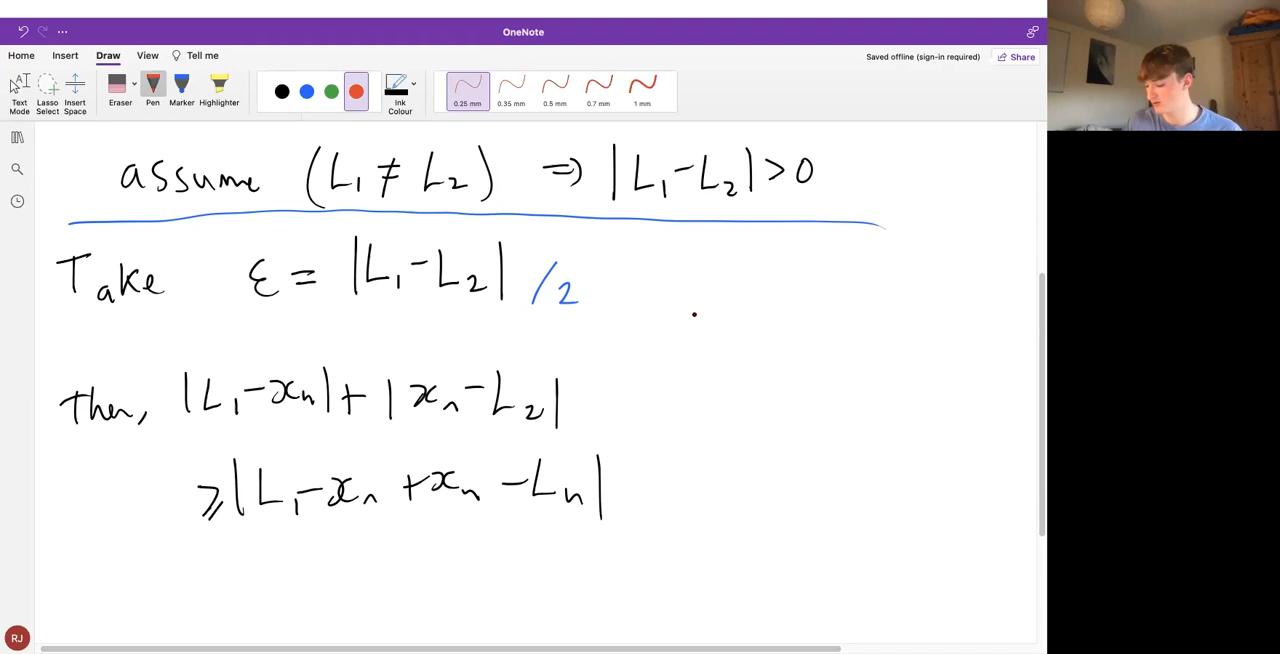 OneNote
Home Insert Draw View Tell me
Saved offline (sign-in required) Share
Text Mode
Lasso Select
Insert Space
Eraser
Pen
Marker
Highlighter
Ink Colour
0.25 mm 0.35 mm 0.5 mm 0.7 mm 1 mm
assume (L₁ ≠ L₂) ⇒ |L₁ - L₂| > 0
Take ε = |L₁ - L₂| /2
then, |L₁ - xₙ| + |xₙ - L₂|
⩾ |L₁ - xₙ + xₙ - Lₙ|
RJ